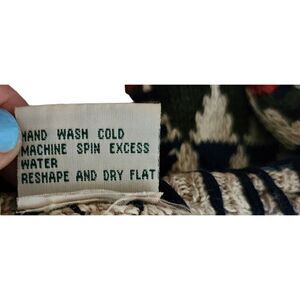 HAND WASH COLD
MACHINE SPIN EXCESS
WATER
RESHAPE AND DRY FLAT